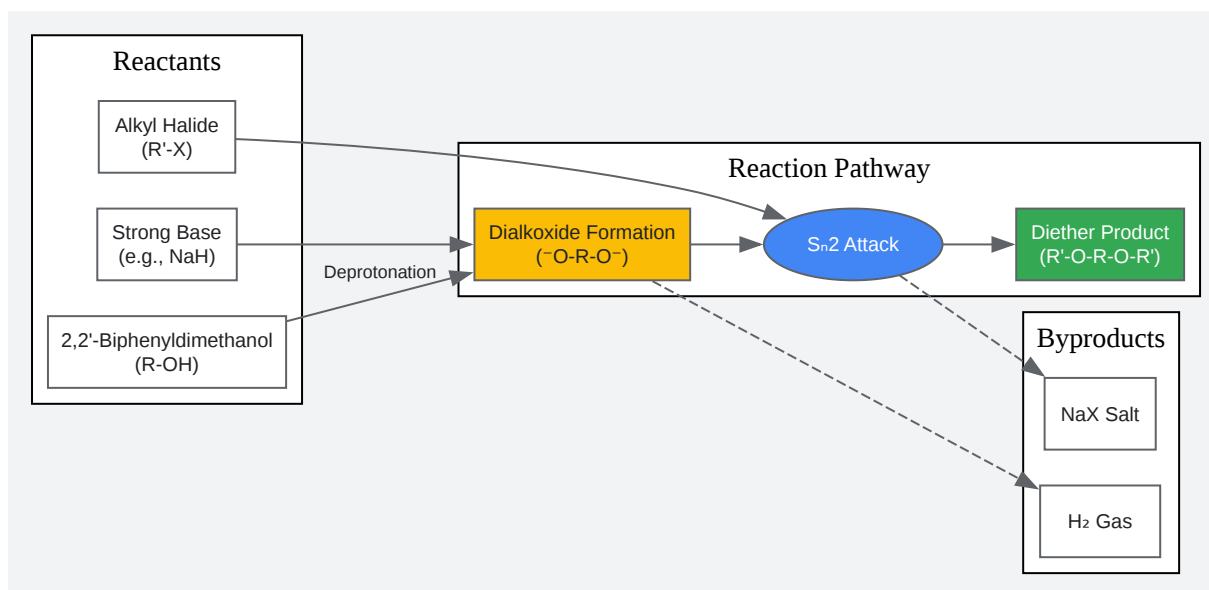 Reactants
Alkyl Halide
(R'-X)
Strong Base
(e.g., NaH)
2,2'-Biphenyldimethanol
(R-OH)
Deprotonation
Reaction Pathway
Dialkoxide Formation
(⁻O-R-O⁻)
Sₙ2 Attack
Diether Product
(R'-O-R-O-R')
Byproducts
NaX Salt
H₂ Gas